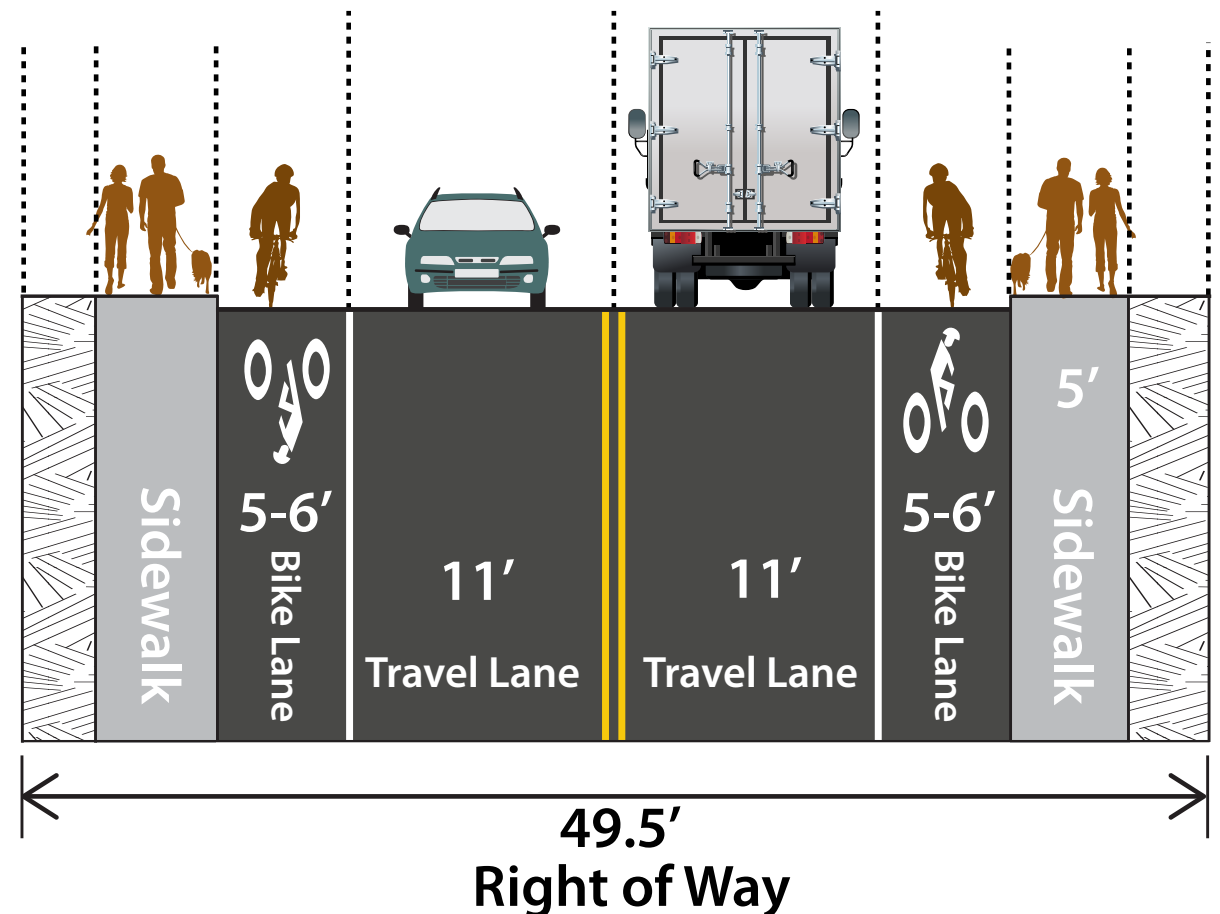 Sidewalk
5-6′
Bike Lane
11′
Travel Lane
11′
Travel Lane
5-6′
Bike Lane
5′
Sidewalk
49.5′
Right of Way